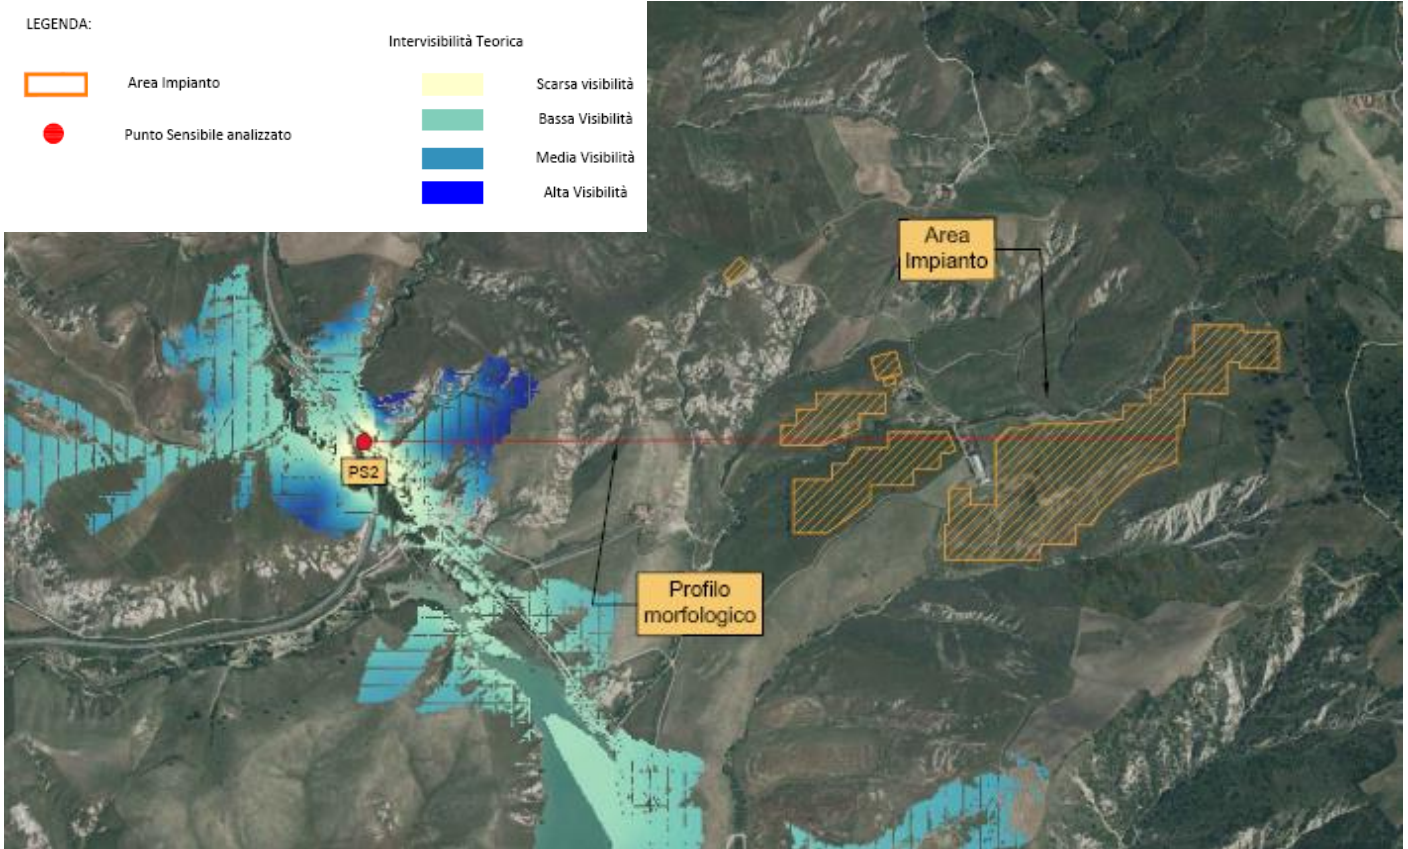 LEGENDA:
Area Impianto
Punto Sensibile analizzato
Intervisibilità Teorica
Scarsa visibilità
Bassa Visibilità
Media Visibilità
Alta Visibilità
Area
Impianto
PS2
Profilo
morfologico